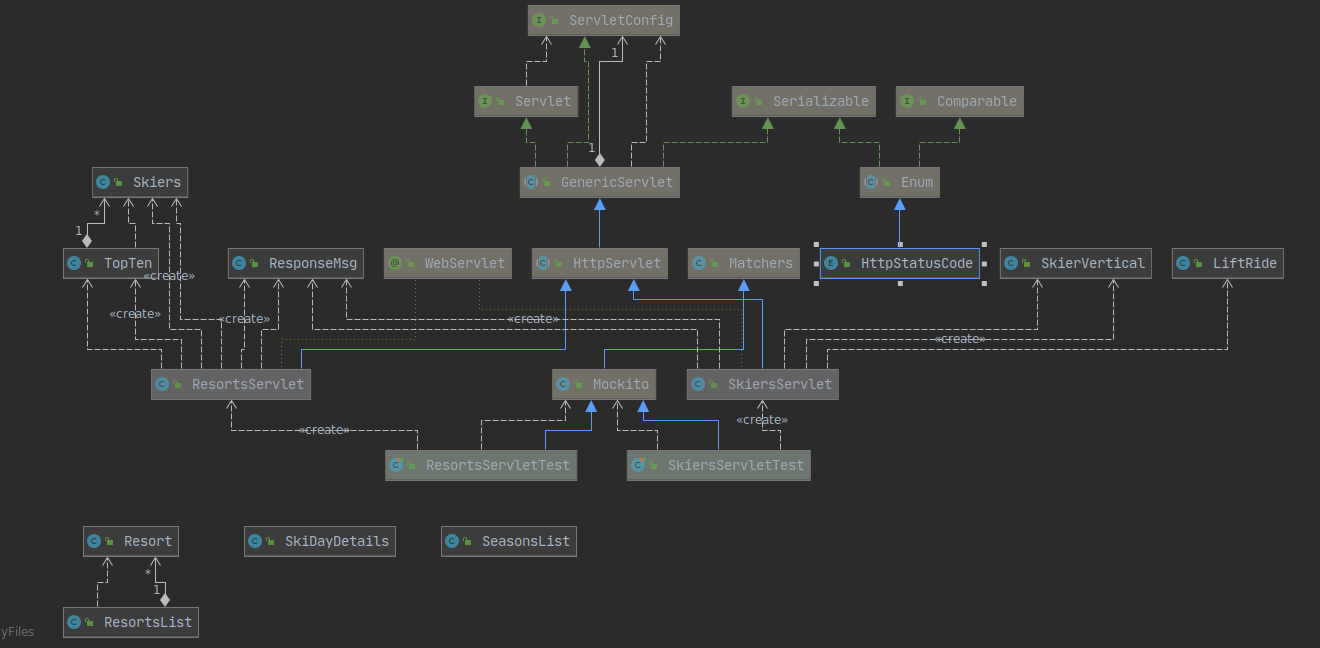 ServletConfig
1
Servlet
Serializable
Comparable
1
Skiers
GenericServlet
Enum
*
1
TopTen
ResponseMsg
WebServlet
HttpServlet
Matchers
HttpStatusCode
SkierVertical
LiftRide
«create»
«create»
«create»
«create»
«create»
ResortsServlet
Mockito
SkiersServlet
«create»
«create»
ResortsServletTest
SkiersServletTest
Resort
SkiDayDetails
SeasonsList
*
1
ResortsList
yFiles